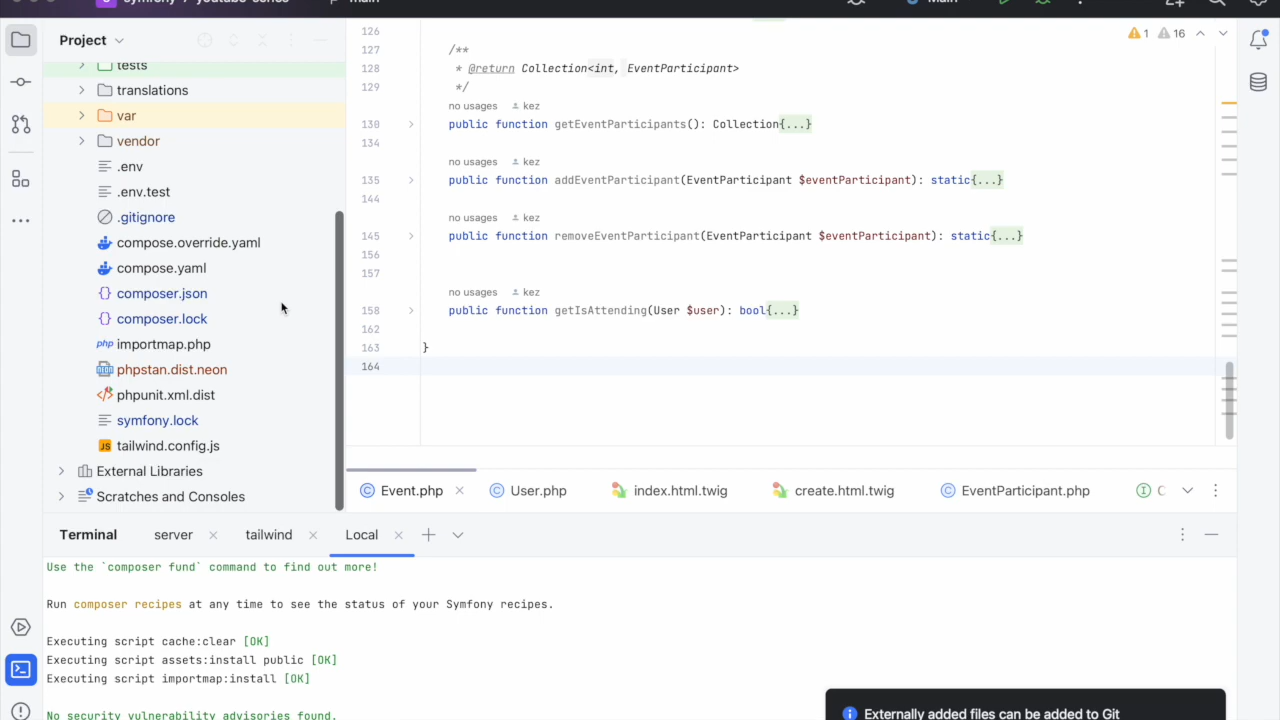 symfony-7-youtube-series
main
Main
Project
tests
translations
var
vendor
.env
.env.test
.gitignore
compose.override.yaml
compose.yaml
composer.json
composer.lock
php importmap.php
phpstan.dist.neon
phpunit.xml.dist
symfony.lock
JS tailwind.config.js
External Libraries
Scratches and Consoles
1 16
126
127 /**
128 * @return Collection<int, EventParticipant>
129 */
no usages kez
130 public function getEventParticipants(): Collection{...}
134
no usages kez
135 public function addEventParticipant(EventParticipant $eventParticipant): static{...}
144
no usages kez
145 public function removeEventParticipant(EventParticipant $eventParticipant): static{...}
156
157
no usages kez
158 public function getIsAttending(User $user): bool{...}
162
163 }
164
Event.php User.php index.html.twig create.html.twig EventParticipant.php C
Terminal server tailwind Local
Use the `composer fund` command to find out more!
Run composer recipes at any time to see the status of your Symfony recipes.
Executing script cache:clear [OK]
Executing script assets:install public [OK]
Executing script importmap:install [OK]
No security vulnerability advisories found.
Externally added files can be added to Git